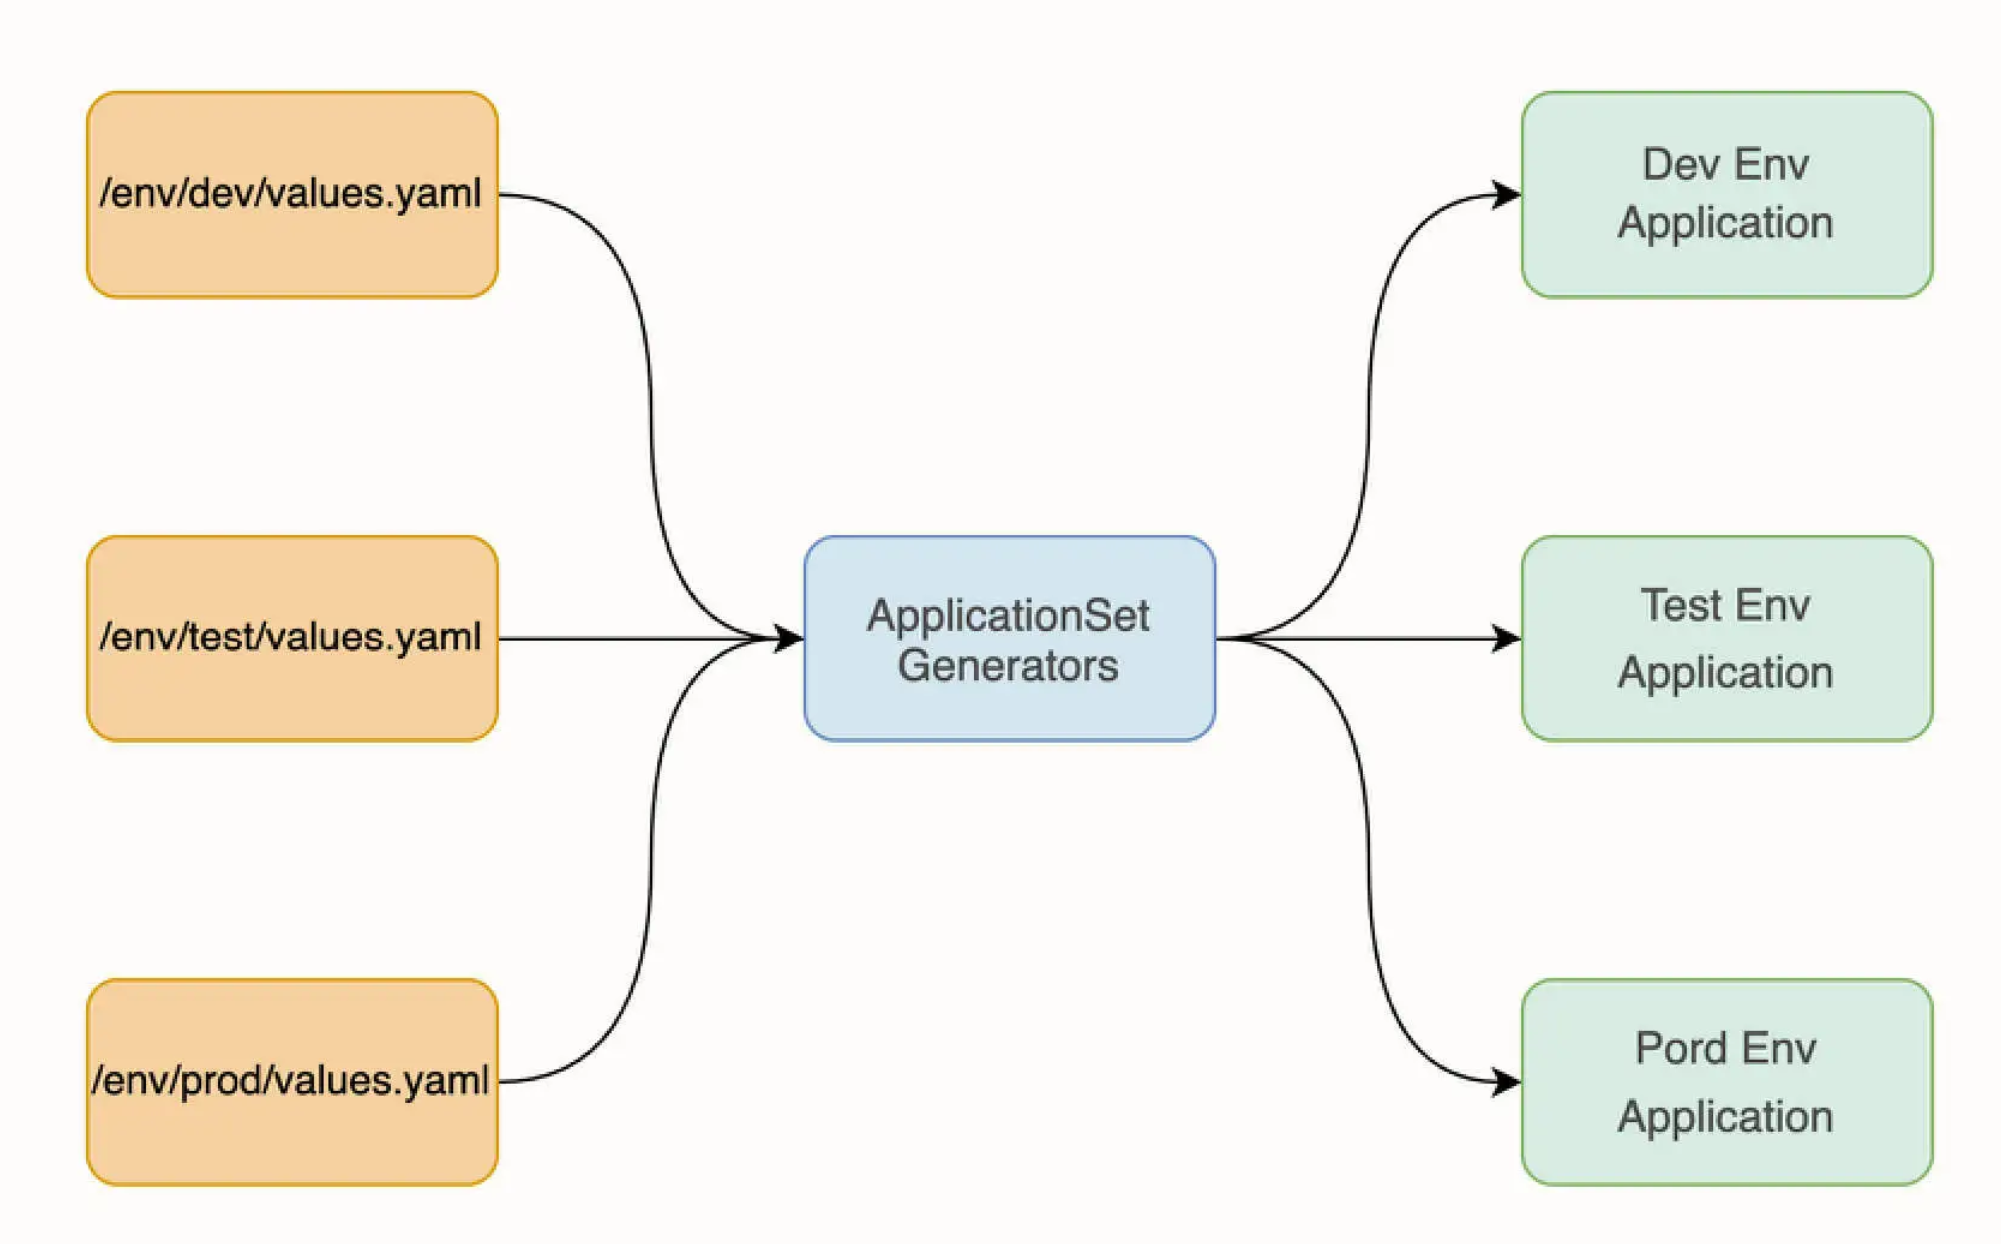 /env/dev/values.yaml
Dev Env
Application
/env/test/values.yaml
ApplicationSet
Generators
Test Env
Application
/env/prod/values.yaml
Pord Env
Application